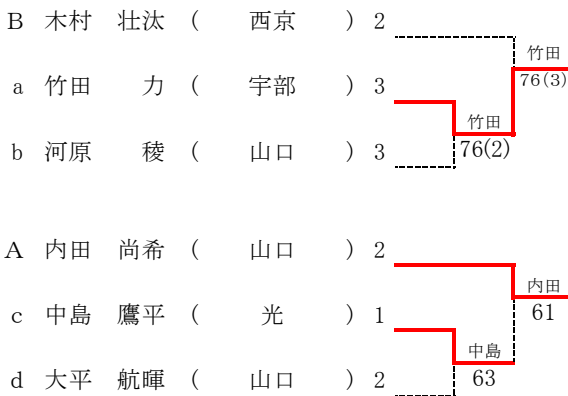 B 木村 壮汰 ( 西京 ) 2
竹田
76(3)
a 竹田 力 ( 宇部 ) 3
竹田
76(2)
b 河原 稜 ( 山口 ) 3
A 内田 尚希 ( 山口 ) 2
内田
61
c 中島 鷹平 ( 光 ) 1
中島
63
d 大平 航暉 ( 山口 ) 2